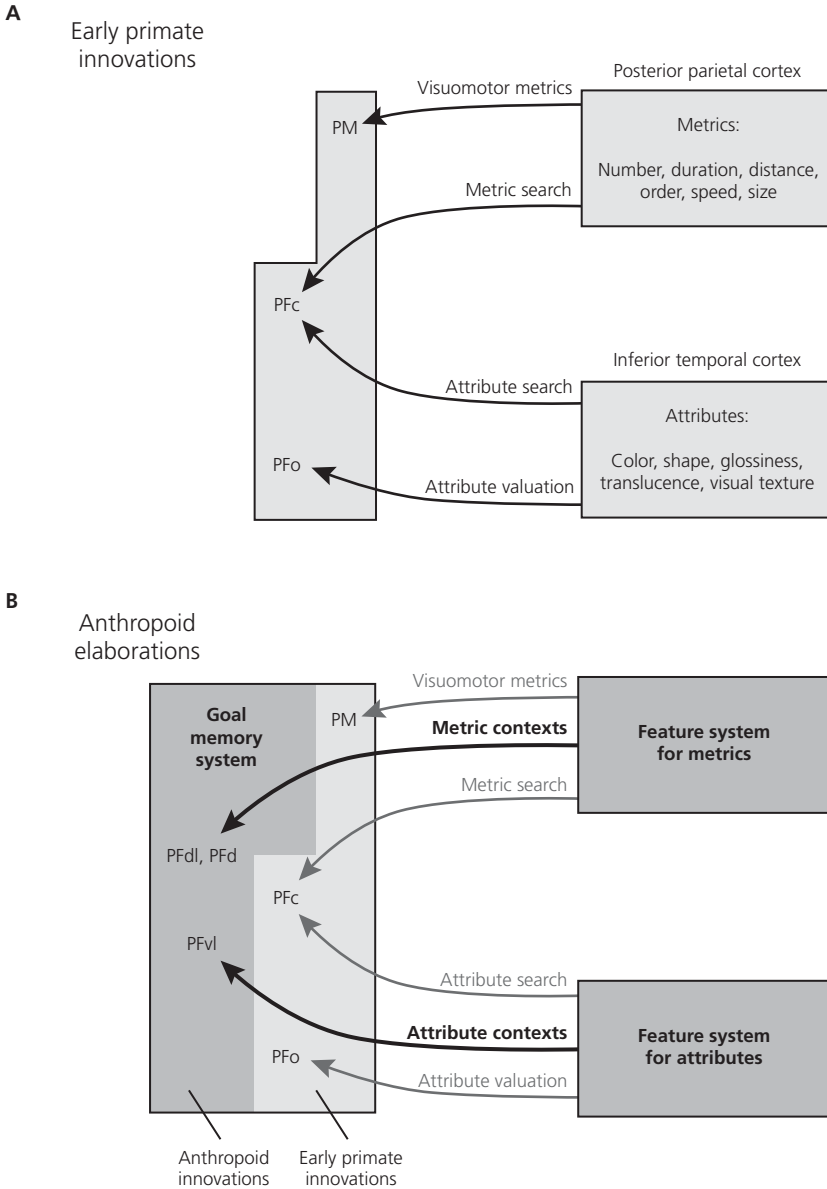 A
Early primate
innovations
Posterior parietal cortex
Visuomotor metrics
PM
Metrics:
Number, duration, distance,
order, speed, size
Metric search
PFc
Inferior temporal cortex
Attribute search
Attributes:
Color, shape, glossiness,
translucence, visual texture
PFo
Attribute valuation
B
Anthropoid
elaborations
Visuomotor metrics
Goal
memory
system
PM
Metric contexts
Feature system
for metrics
Metric search
PFdl, PFd
PFc
PFvl
Attribute search
Attribute contexts
Feature system
for attributes
PFo
Attribute valuation
Anthropoid
innovations
Early primate
innovations